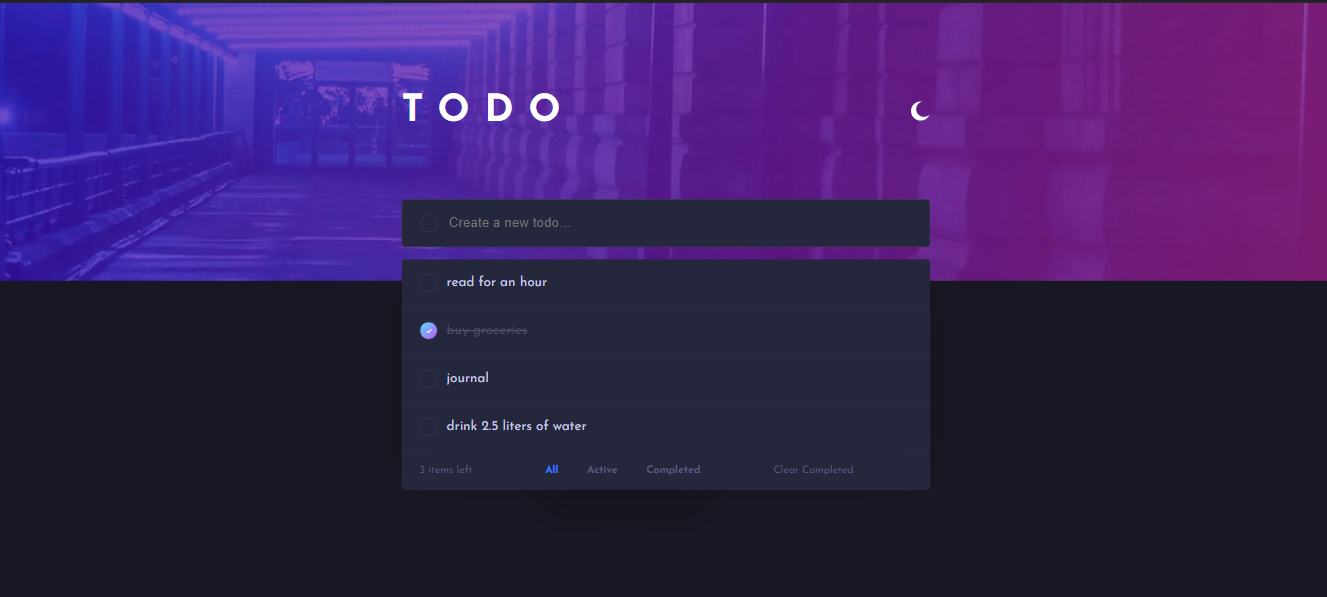 TODO
Create a new todo...
read for an hour
buy groceries
journal
drink 2.5 liters of water
3 items left All Active Completed Clear Completed